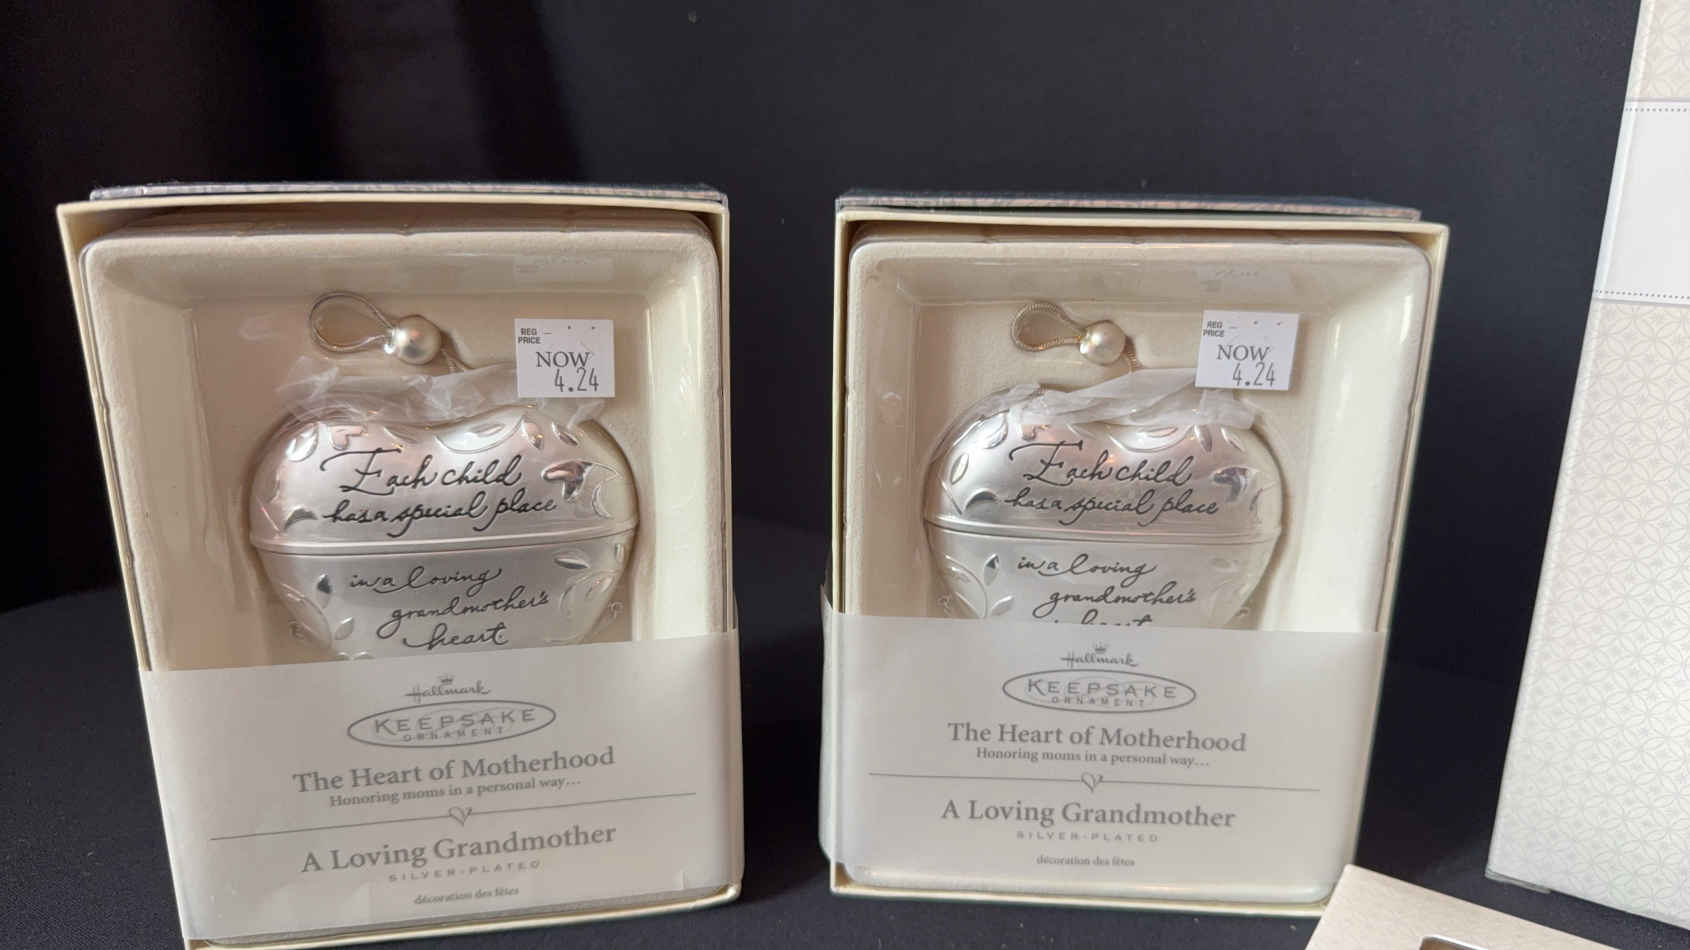 REG
PRICE
NOW
4.24
Each child
has a special place
in a loving
grandmother's
heart.
Hallmark
KEEPSAKE
ORNAMENT
The Heart of Motherhood
Honoring moms in a personal way...
A Loving Grandmother
SILVER-PLATED
décoration des fêtes
REG
PRICE
NOW
4.24
Each child
has a special place
in a loving
grandmother's
Hallmark
KEEPSAKE
ORNAMENT
The Heart of Motherhood
Honoring moms in a personal way...
A Loving Grandmother
SILVER-PLATED
décoration des fêtes